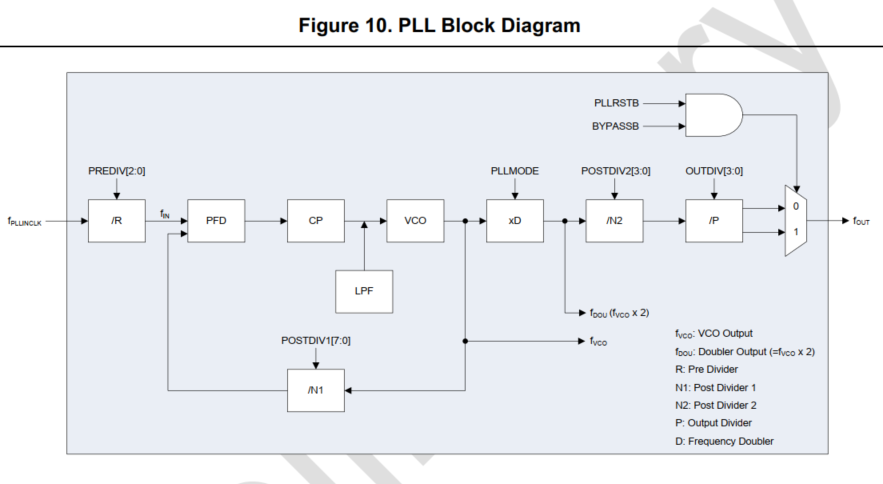 Figure 10. PLL Block Diagram
PLLRSTB
BYPASSB
PREDIV[2:0]
PLLMODE
POSTDIV2[3:0]
OUTDIV[3:0]
fPLLINCLK
/R
fIN
PFD
CP
VCO
xD
/N2
/P
0
1
fOUT
LPF
fDOU (fVCO x 2)
fVCO
POSTDIV1[7:0]
/N1
fVCO: VCO Output
fDOU: Doubler Output (=fVCO x 2)
R: Pre Divider
N1: Post Divider 1
N2: Post Divider 2
P: Output Divider
D: Frequency Doubler